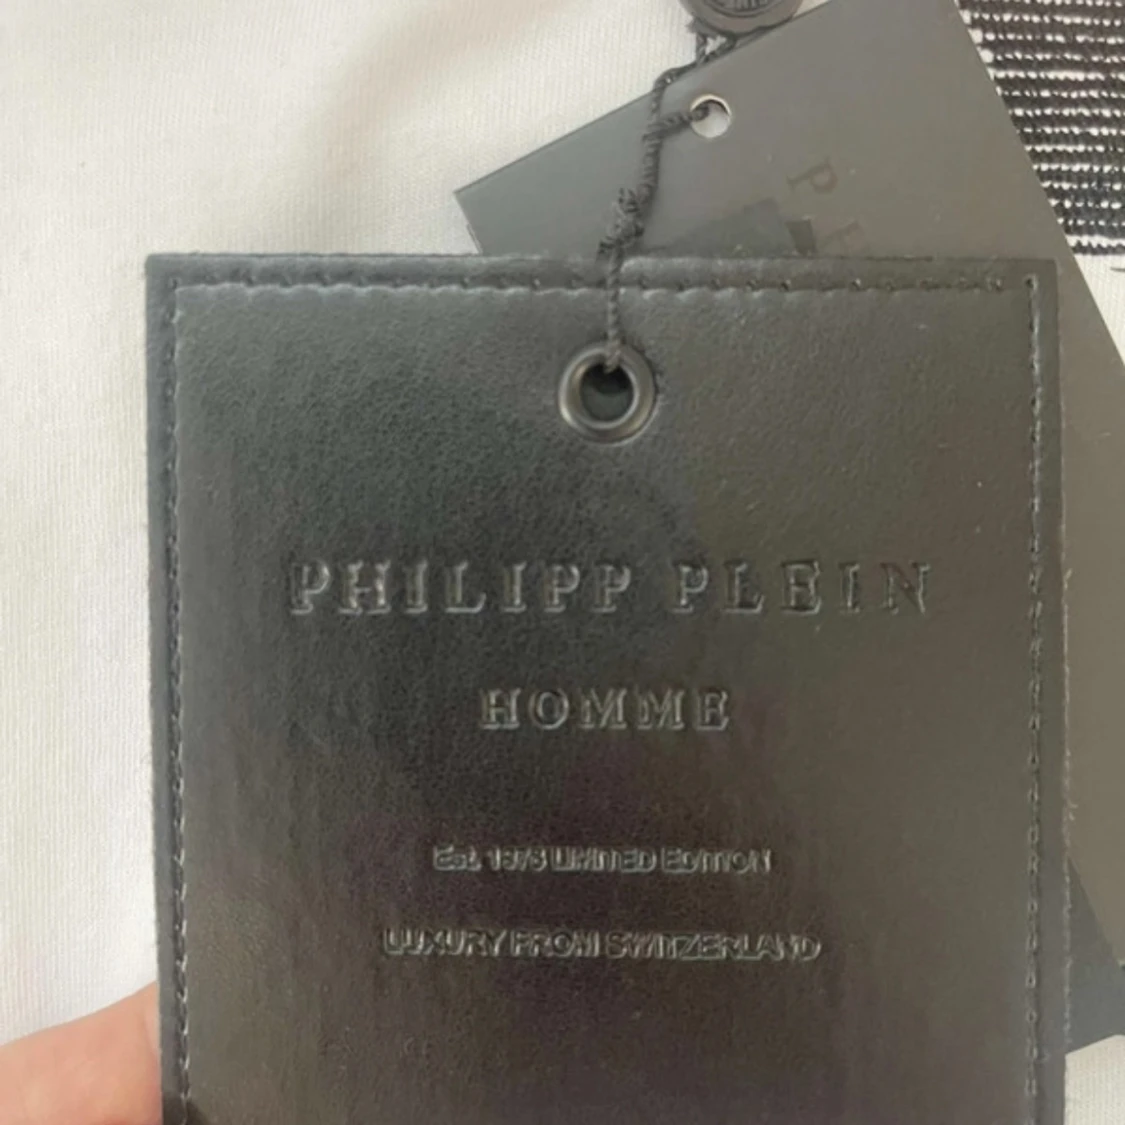 PHILIPP PLEIN
HOMME
Est. 1978 LIMITED EDITION
LUXURY FROM SWITZERLAND